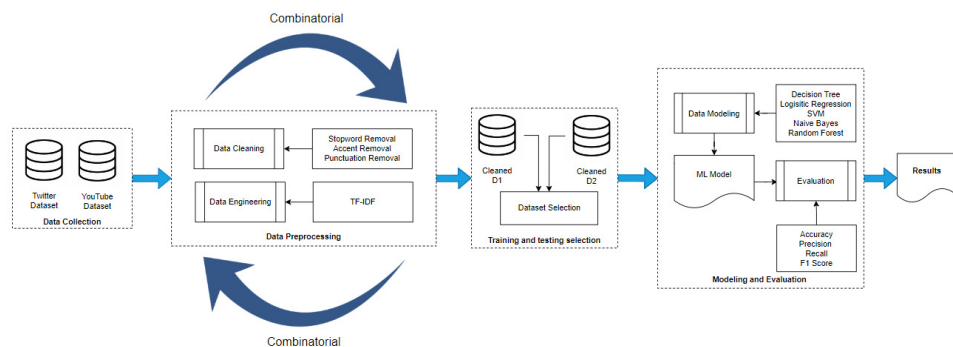 Combinatorial
Twitter
Dataset
YouTube
Dataset
Data Collection
Data Cleaning
Stopword Removal
Accent Removal
Punctuation Removal
Data Engineering
TF-IDF
Data Preprocessing
Cleaned
D1
Cleaned
D2
Dataset Selection
Training and testing selection
Data Modeling
Decision Tree
Logisitic Regression
SVM
Naive Bayes
Random Forest
ML Model
Evaluation
Accuracy
Precision
Recall
F1 Score
Modeling and Evaluation
Results
Combinatorial